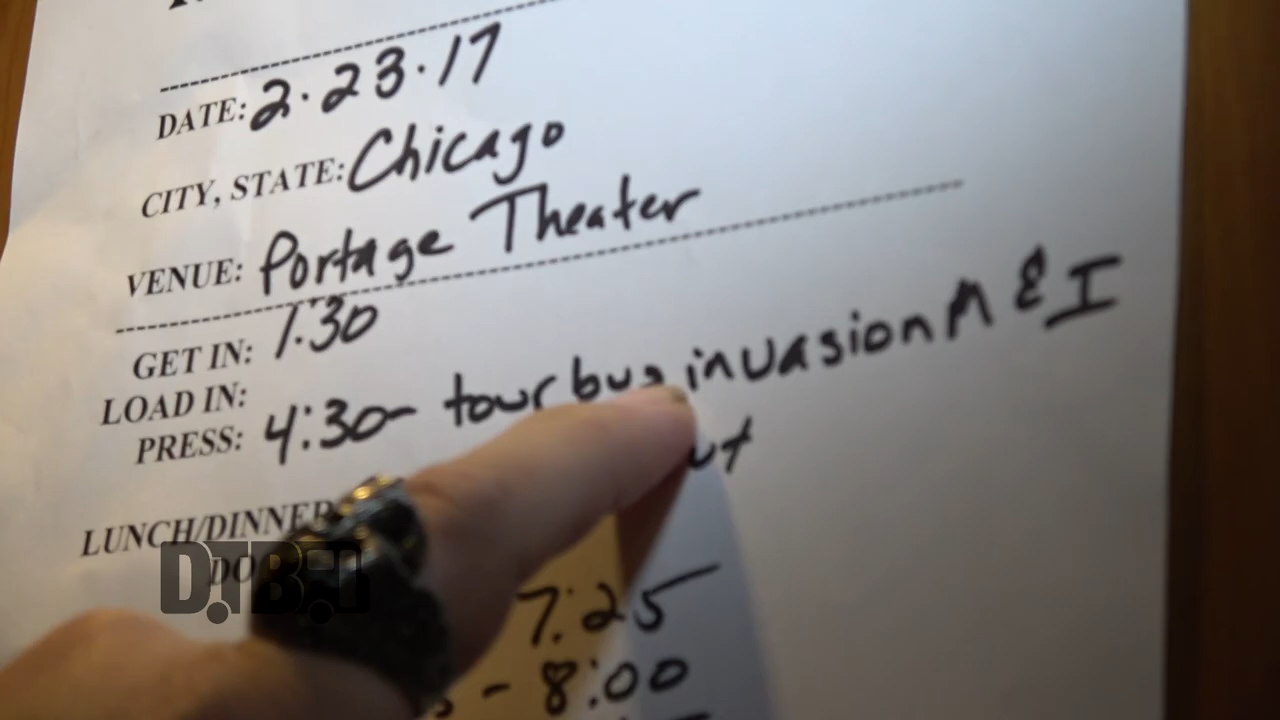 DATE: 2.23.17
CITY, STATE: Chicago
VENUE: Portage Theater
GET IN: 1:30
LOAD IN:
PRESS: 4:30- tour bus invasion M & I
LUNCH/DINNER
DTBT
7:25
- 8:00